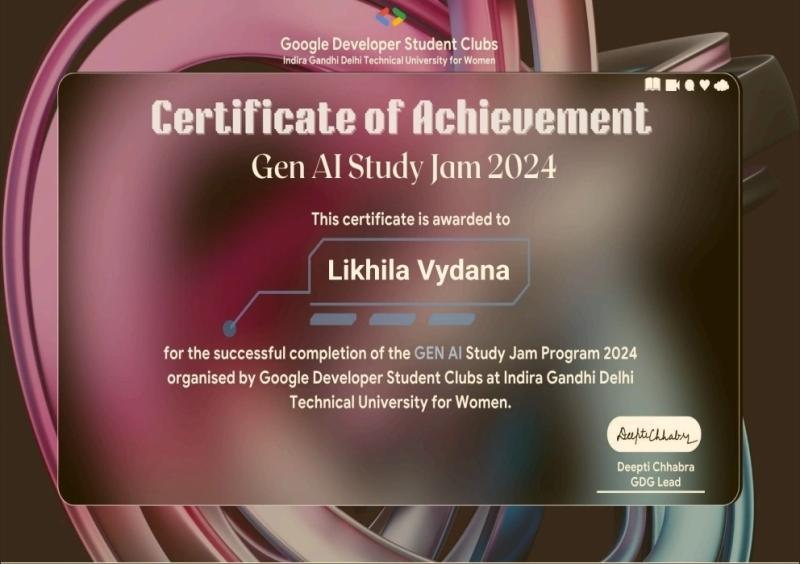 Google Developer Student Clubs
Indira Gandhi Delhi Technical University for Women
Certificate of Achievement
Gen AI Study Jam 2024
This certificate is awarded to
Likhila Vydana
for the successful completion of the GEN AI Study Jam Program 2024
organised by Google Developer Student Clubs at Indira Gandhi Delhi
Technical University for Women.
Deepti Chhabra
Deepti Chhabra
GDG Lead